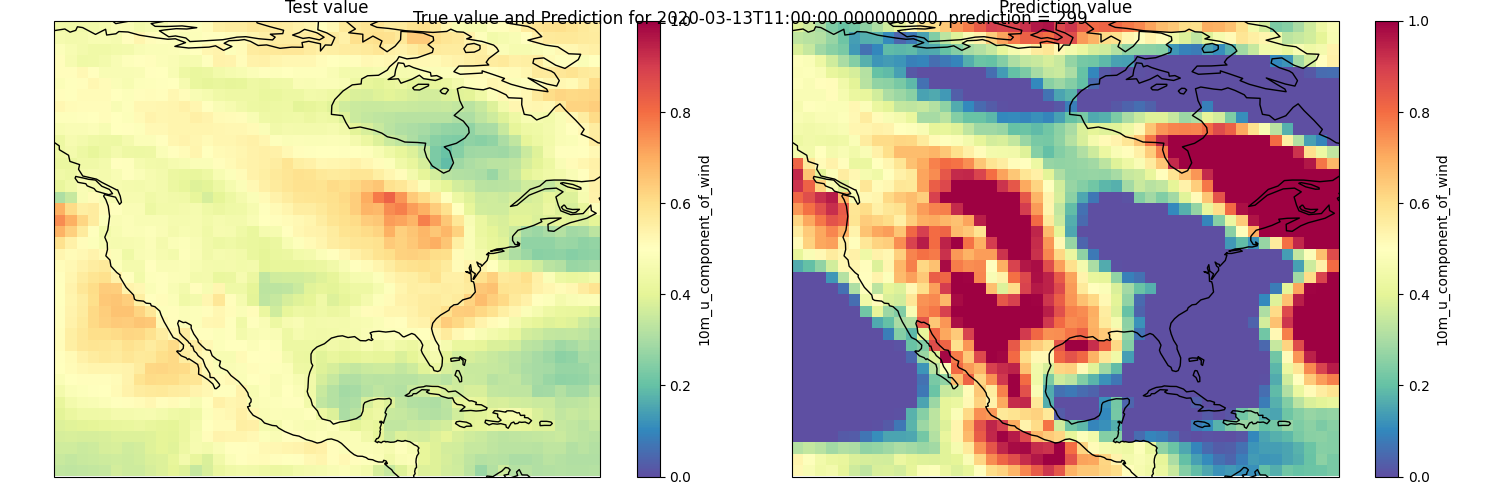 Test value
True value and Prediction for 2020-03-13T11:00:00.000000000, prediction = 299
Prediction value
1.0
0.8
0.6
0.4
0.2
0.0
10m_u_component_of_wind
1.0
0.8
0.6
0.4
0.2
0.0
10m_u_component_of_wind